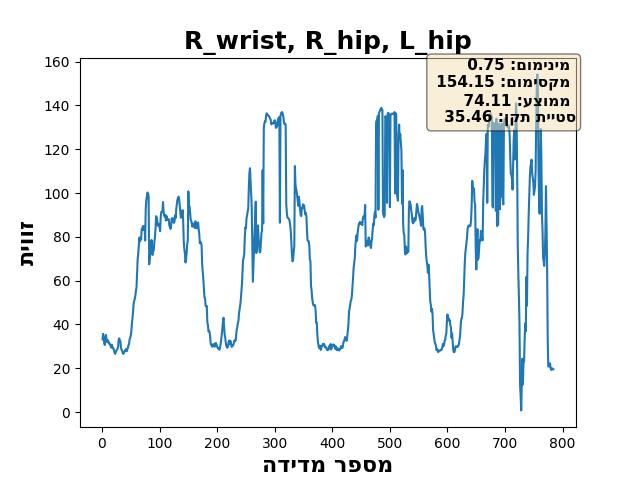 R_wrist, R_hip, L_hip
מינימום: 0.75
מקסימום: 154.15
ממוצע: 74.11
סטיית תקן: 35.46
160
140
120
100
80
60
40
20
0
זווית
0 100 200 300 400 500 600 700 800
מספר מדידה